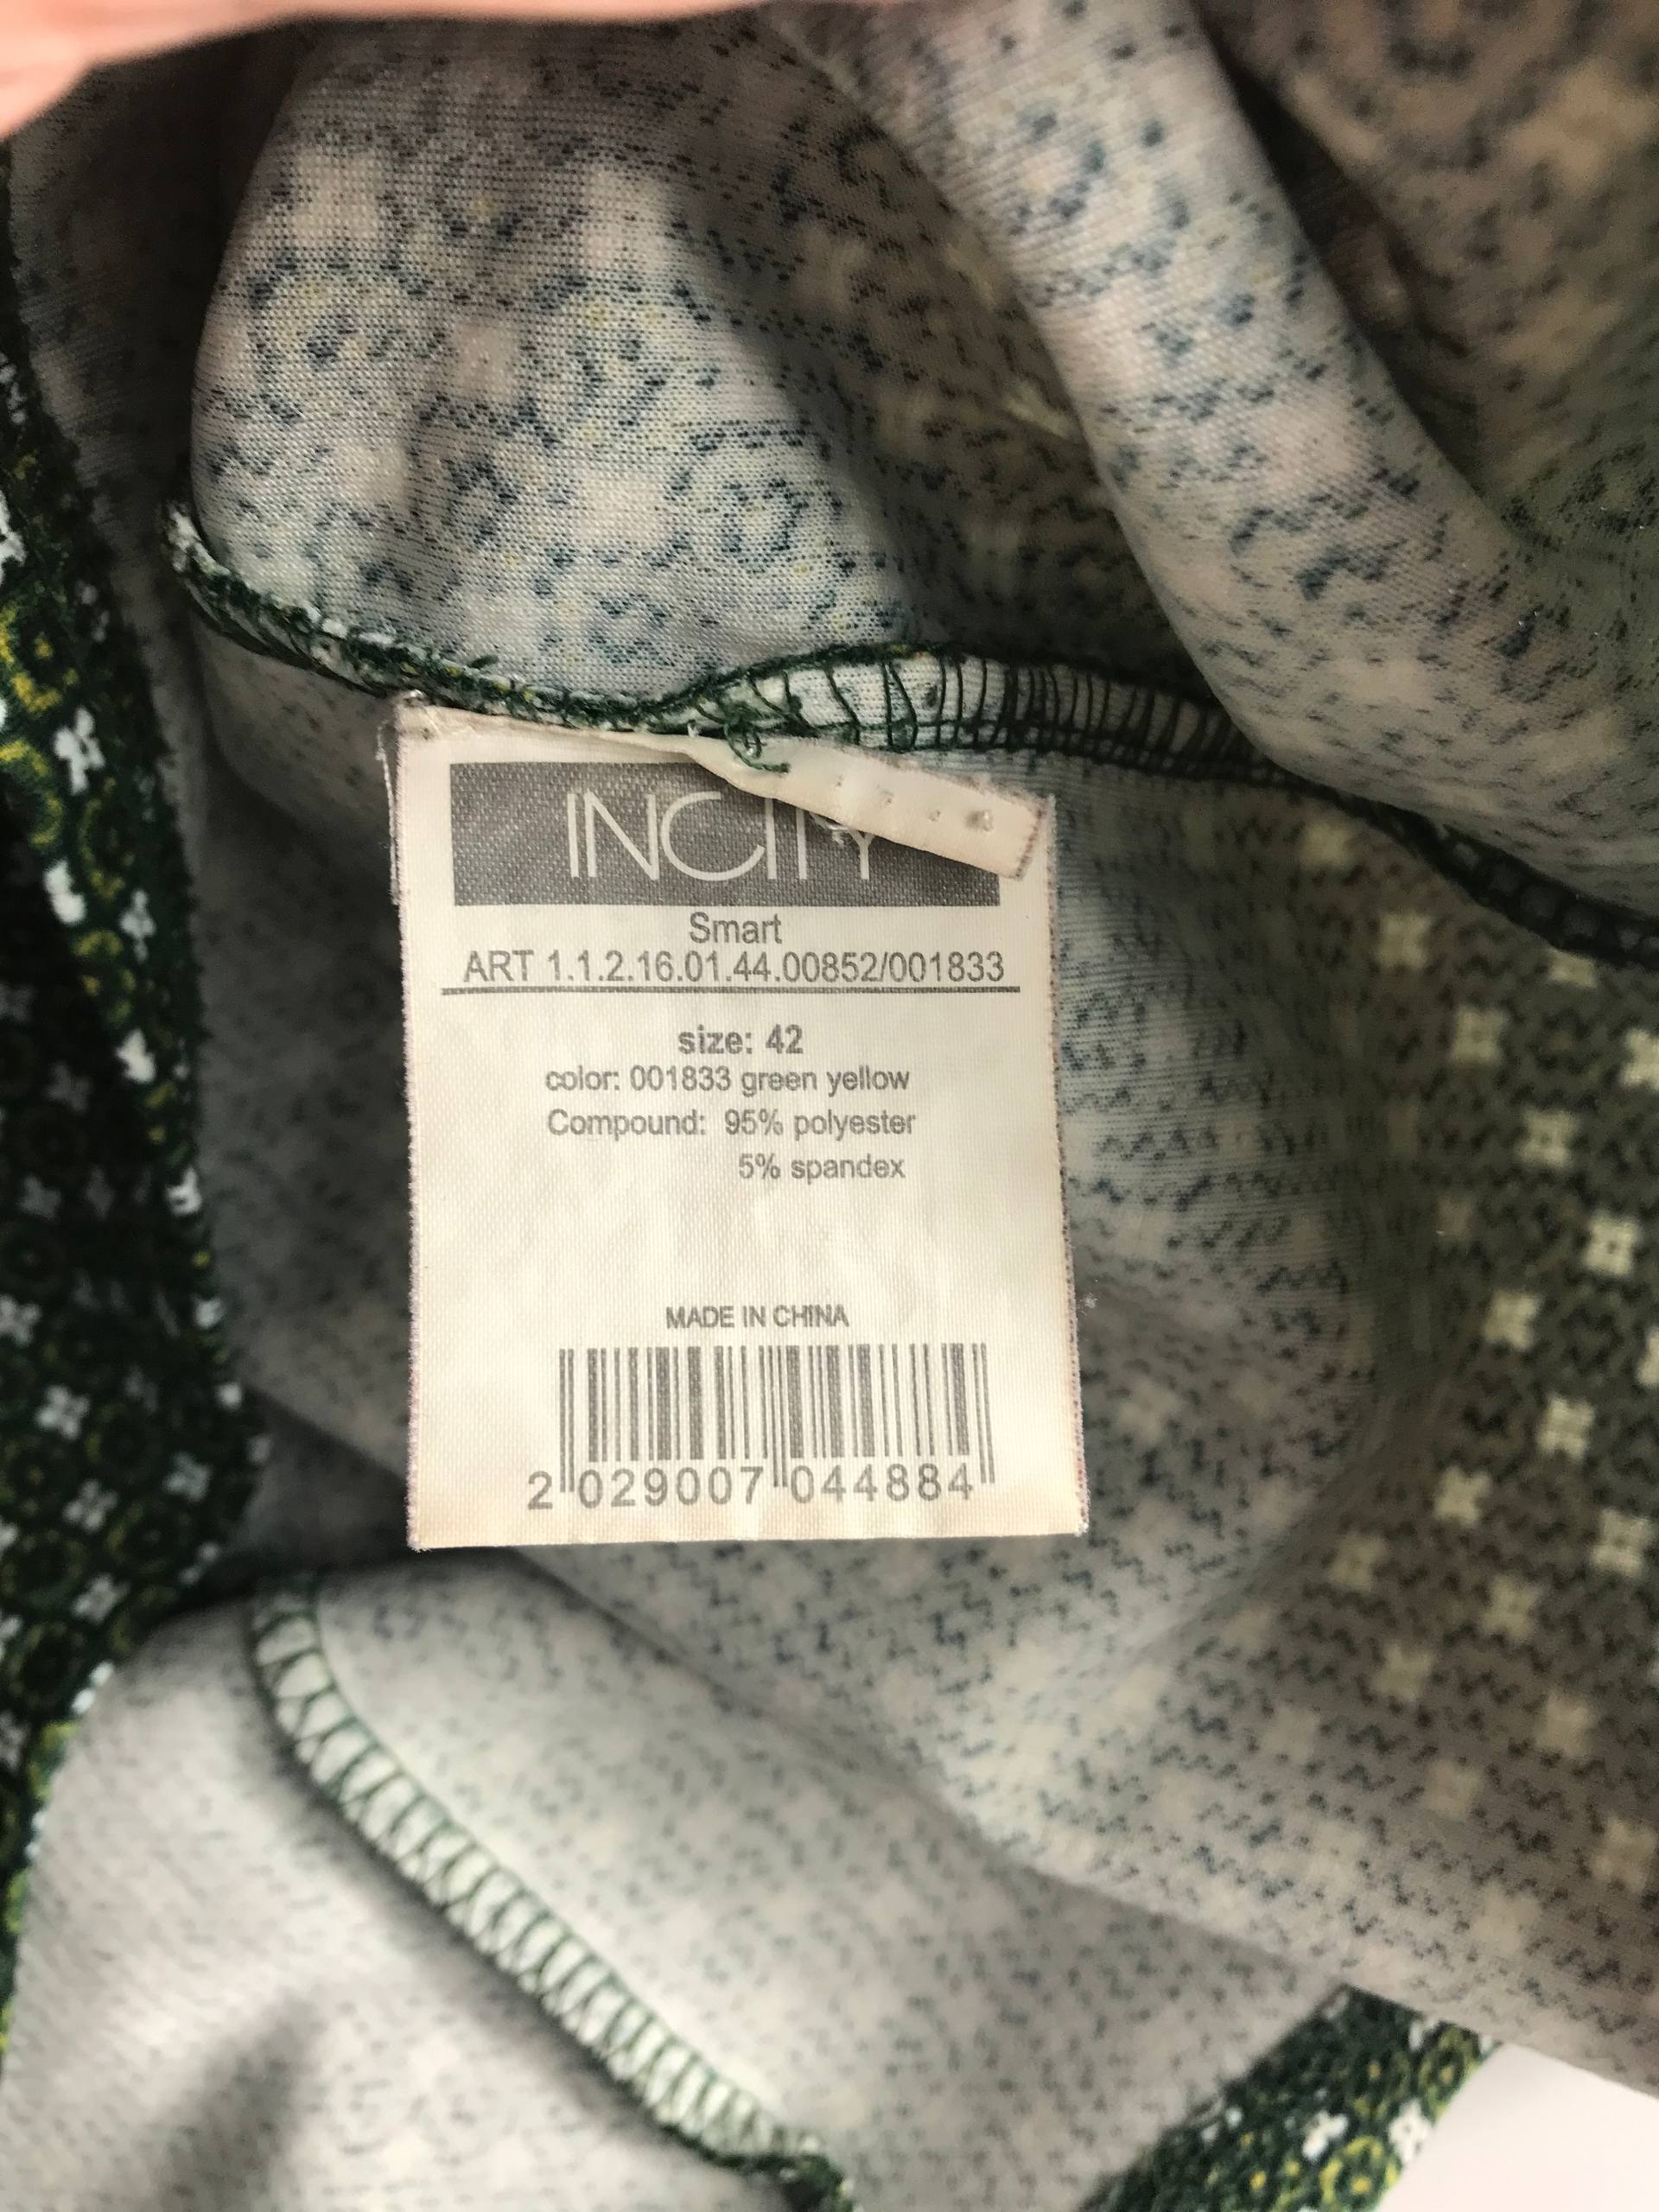 INCITY
Smart
ART 1.1.2.16.01.44.00852/001833
size: 42
color: 001833 green yellow
Compound: 95% polyester
5% spandex
MADE IN CHINA
2 029007 044884